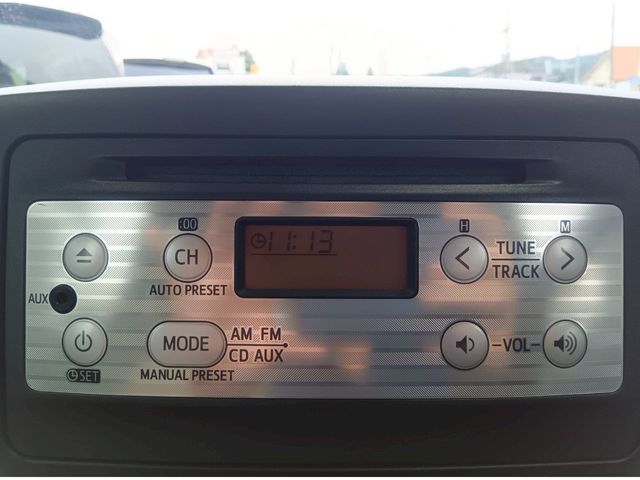 :00
H
M
11:13
CH
AUTO PRESET
TUNE
TRACK
AUX
MODE
AM FM
CD AUX
-VOL-
SET
MANUAL PRESET